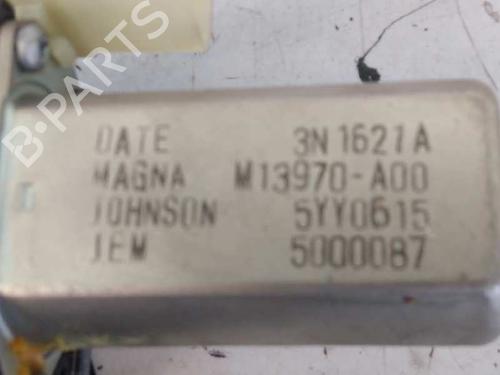 B-PARTS
DATE 3N1621A
MAGNA M13970-A00
JOHNSON 5YY0615
JEM 5000087